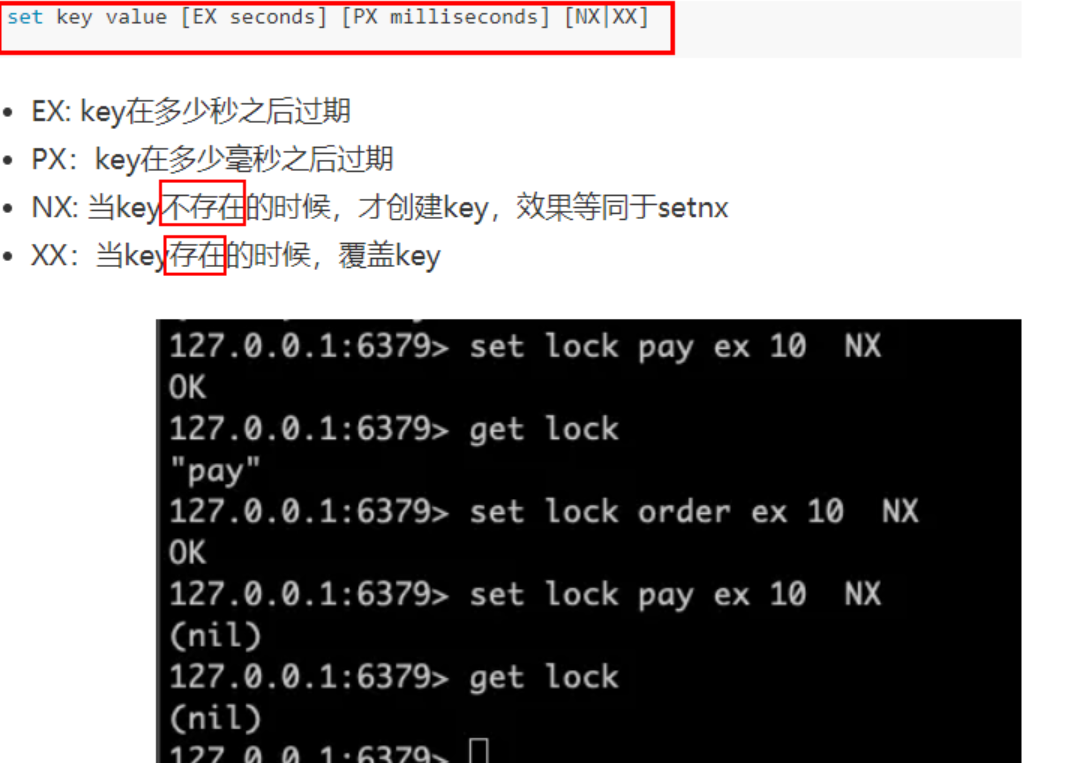 set key value [EX seconds] [PX milliseconds] [NX|XX]
• EX: key在多少秒之后过期
• PX：key在多少毫秒之后过期
• NX: 当key不存在的时候，才创建key，效果等同于setnx
• XX：当key存在的时候，覆盖key
127.0.0.1:6379> set lock pay ex 10  NX
OK
127.0.0.1:6379> get lock
"pay"
127.0.0.1:6379> set lock order ex 10  NX
OK
127.0.0.1:6379> set lock pay ex 10  NX
(nil)
127.0.0.1:6379> get lock
(nil)
127.0.0.1:6379>